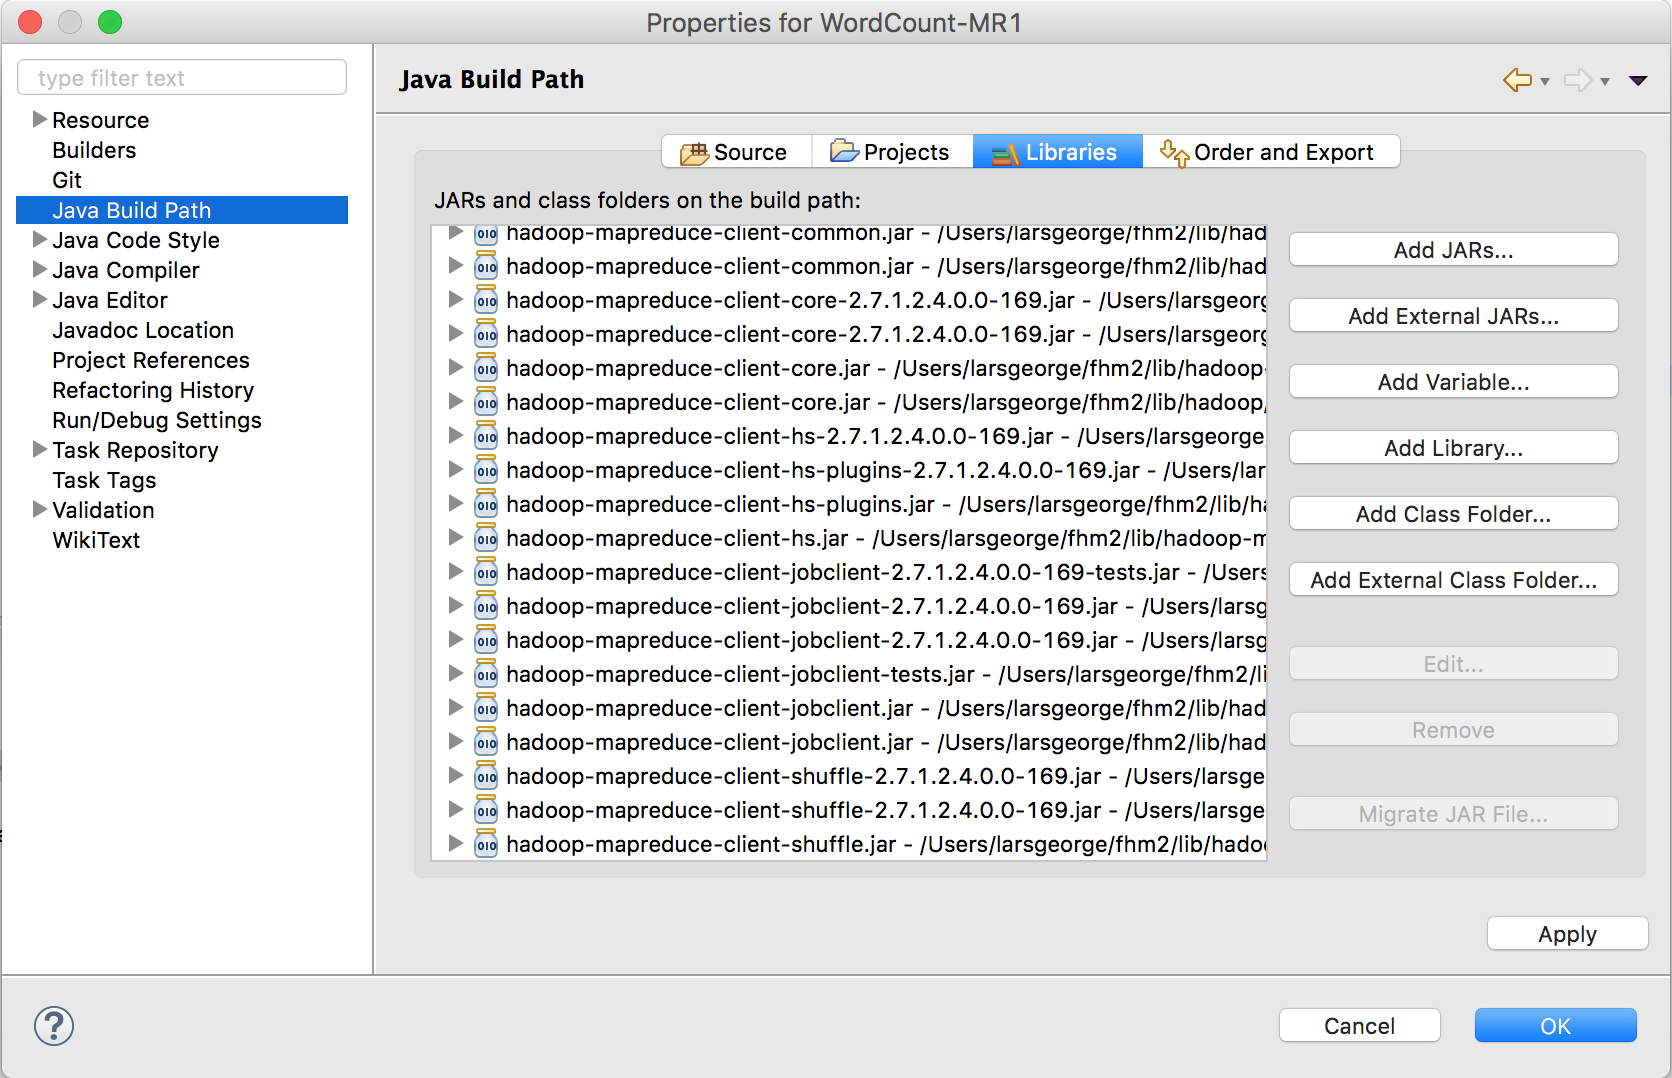 Properties for WordCount-MR1
type filter text
Resource
Builders
Git
Java Build Path
Java Code Style
Java Compiler
Java Editor
Javadoc Location
Project References
Refactoring History
Run/Debug Settings
Task Repository
Task Tags
Validation
WikiText
Java Build Path
Source Projects Libraries Order and Export
JARs and class folders on the build path:
hadoop-mapreduce-client-common.jar - /Users/larsgeorge/fhm2/lib/had
hadoop-mapreduce-client-common.jar - /Users/larsgeorge/fhm2/lib/had
hadoop-mapreduce-client-core-2.7.1.2.4.0.0-169.jar - /Users/larsgeorg
hadoop-mapreduce-client-core-2.7.1.2.4.0.0-169.jar - /Users/larsgeorg
hadoop-mapreduce-client-core.jar - /Users/larsgeorge/fhm2/lib/hadoop-
hadoop-mapreduce-client-core.jar - /Users/larsgeorge/fhm2/lib/hadoop/
hadoop-mapreduce-client-hs-2.7.1.2.4.0.0-169.jar - /Users/larsgeorge
hadoop-mapreduce-client-hs-plugins-2.7.1.2.4.0.0-169.jar - /Users/lar
hadoop-mapreduce-client-hs-plugins.jar - /Users/larsgeorge/fhm2/lib/ha
hadoop-mapreduce-client-hs.jar - /Users/larsgeorge/fhm2/lib/hadoop-m
hadoop-mapreduce-client-jobclient-2.7.1.2.4.0.0-169-tests.jar - /Users
hadoop-mapreduce-client-jobclient-2.7.1.2.4.0.0-169.jar - /Users/larsg
hadoop-mapreduce-client-jobclient-2.7.1.2.4.0.0-169.jar - /Users/larsg
hadoop-mapreduce-client-jobclient-tests.jar - /Users/larsgeorge/fhm2/li
hadoop-mapreduce-client-jobclient.jar - /Users/larsgeorge/fhm2/lib/had
hadoop-mapreduce-client-jobclient.jar - /Users/larsgeorge/fhm2/lib/had
hadoop-mapreduce-client-shuffle-2.7.1.2.4.0.0-169.jar - /Users/larsge
hadoop-mapreduce-client-shuffle-2.7.1.2.4.0.0-169.jar - /Users/larsge
hadoop-mapreduce-client-shuffle.jar - /Users/larsgeorge/fhm2/lib/hadoo
Add JARs...
Add External JARs...
Add Variable...
Add Library...
Add Class Folder...
Add External Class Folder...
Edit...
Remove
Migrate JAR File...
Apply
?
Cancel
OK